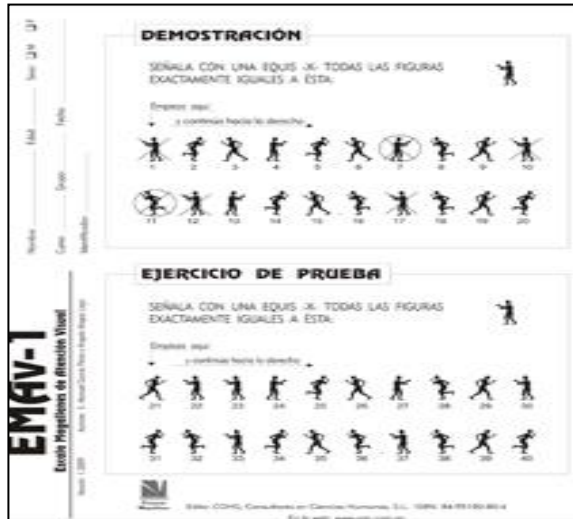 DEMOSTRACIÓN
SEÑALA CON UNA EQUIS -X- TODAS LAS FIGURAS
EXACTAMENTE IGUALES A ÉSTA:
Empieza aquí:
y continúa hacia la derecha
1 2 3 4 5 6 7 8 9 10
11 12 13 14 15 16 17 18 19 20
EJERCICIO DE PRUEBA
SEÑALA CON UNA EQUIS -X- TODAS LAS FIGURAS
EXACTAMENTE IGUALES A ÉSTA:
Empieza aquí:
y continúa hacia la derecha
21 22 23 24 25 26 27 28 29 30
31 32 33 34 35 36 37 38 39 40
EMAV-1
Escala Magallanes de Atención Visual
Nombre
Edad
Sexo
Curso
Grupo
Fecha
Identificador